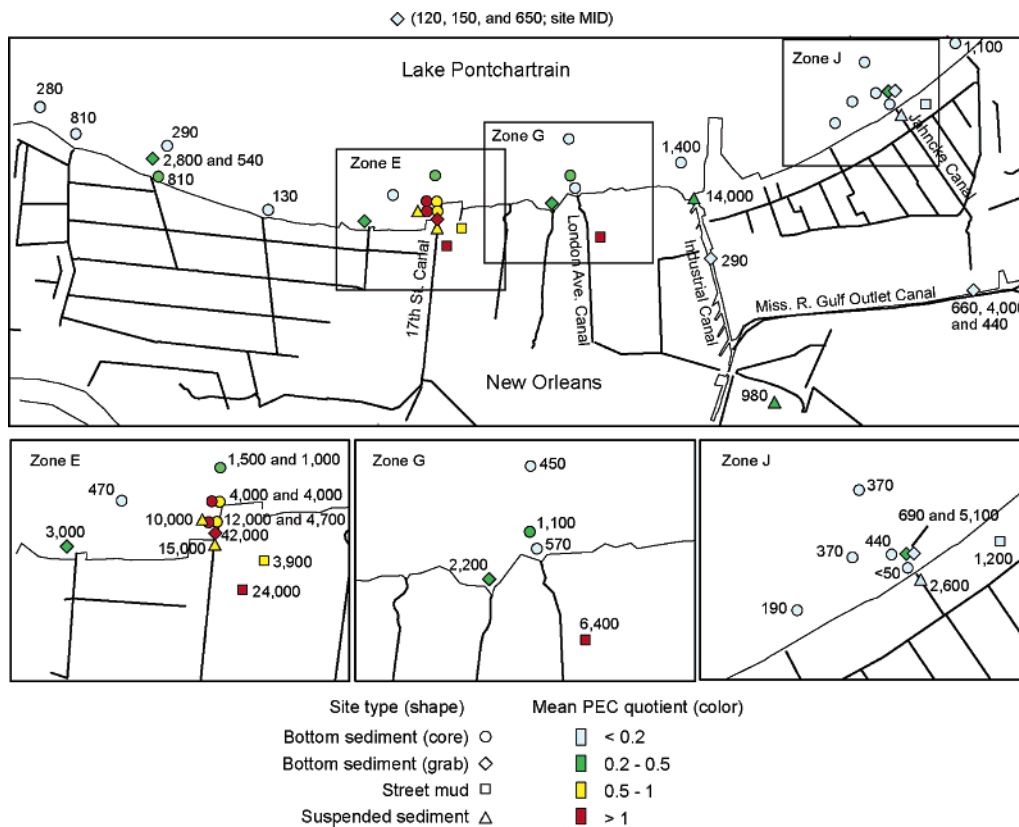 (120, 150, and 650; site MID)
Lake Pontchartrain
Zone J
1,100
280
810
290
2,800 and 540
810
130
Zone E
Zone G
1,400
14,000
290
Jahncke Canal
17th St. Canal
London Ave. Canal
Industrial Canal
Miss. R. Gulf Outlet Canal
660, 4,000
and 440
New Orleans
980
Zone E
1,500 and 1,000
470
4,000 and 4,000
10,000
12,000 and 4,700
3,000
42,000
15,000
3,900
24,000
Zone G
450
1,100
570
2,200
6,400
Zone J
370
690 and 5,100
370
440
1,200
<50
2,600
190
Site type (shape)
Mean PEC quotient (color)
Bottom sediment (core)
< 0.2
Bottom sediment (grab)
0.2 - 0.5
Street mud
0.5 - 1
Suspended sediment
> 1